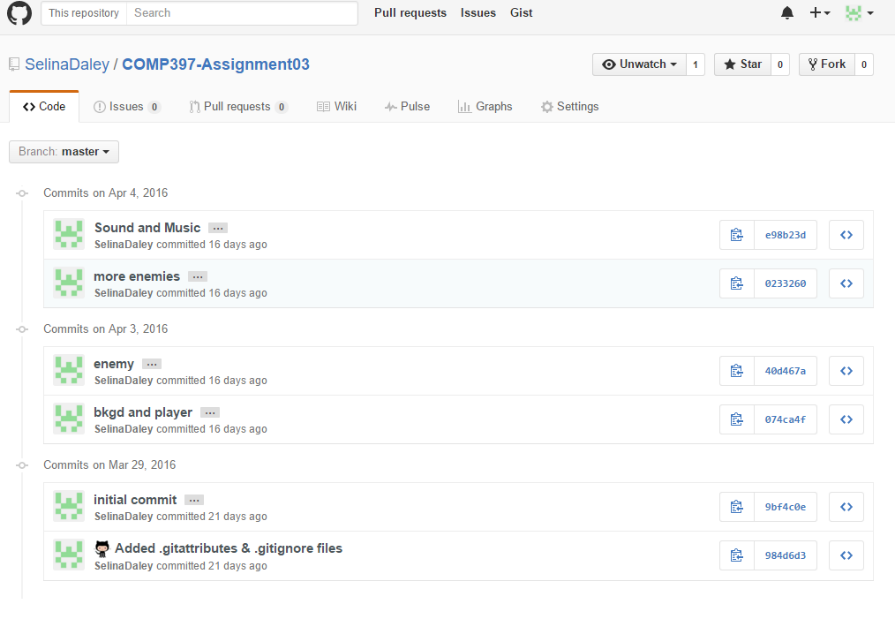 This repository Search Pull requests Issues Gist
SelinaDaley / COMP397-Assignment03 Unwatch 1 Star 0 Fork 0
Code Issues 0 Pull requests 0 Wiki Pulse Graphs Settings
Branch: master
Commits on Apr 4, 2016
Sound and Music …
SelinaDaley committed 16 days ago
e98b23d
more enemies …
SelinaDaley committed 16 days ago
0233260
Commits on Apr 3, 2016
enemy …
SelinaDaley committed 16 days ago
40d467a
bkgd and player …
SelinaDaley committed 16 days ago
074ca4f
Commits on Mar 29, 2016
initial commit …
SelinaDaley committed 21 days ago
9bf4c0e
Added .gitattributes & .gitignore files
SelinaDaley committed 21 days ago
984d6d3